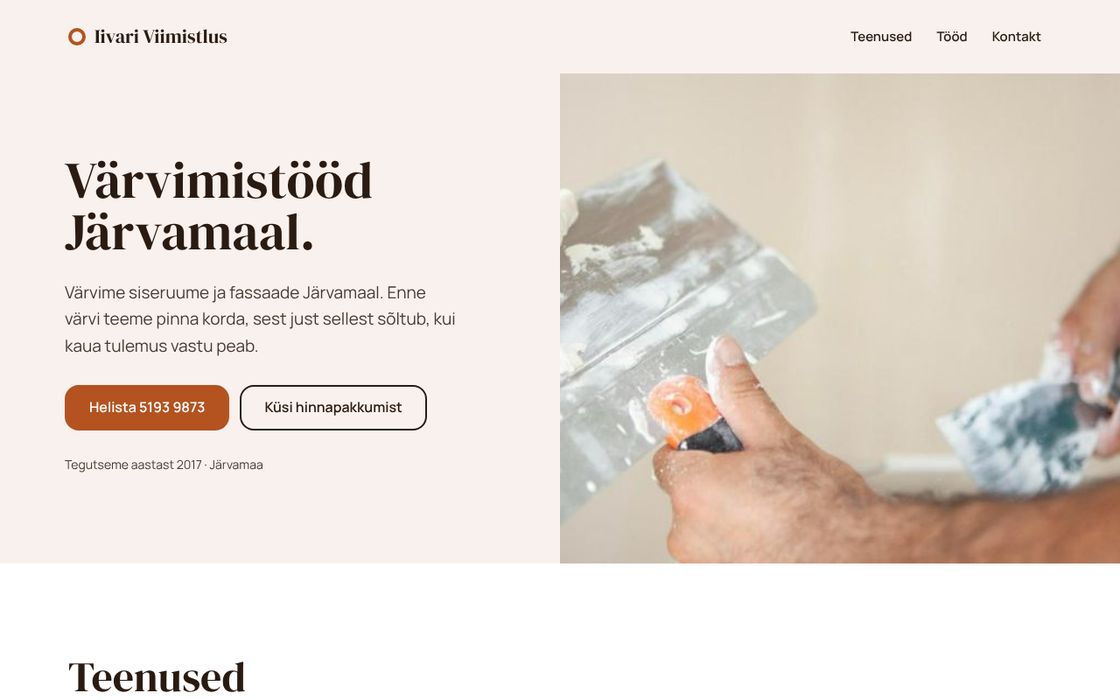 Iivari Viimistlus
Teenused Tööd Kontakt
Värvimistööd
Järvamaal.
Värvime siseruume ja fassaade Järvamaal. Enne
värvi teeme pinna korda, sest just sellest sõltub, kui
kaua tulemus vastu peab.
Helista 5193 9873
Küsi hinnapakkumist
Tegutseme aastast 2017 · Järvamaa
Teenused